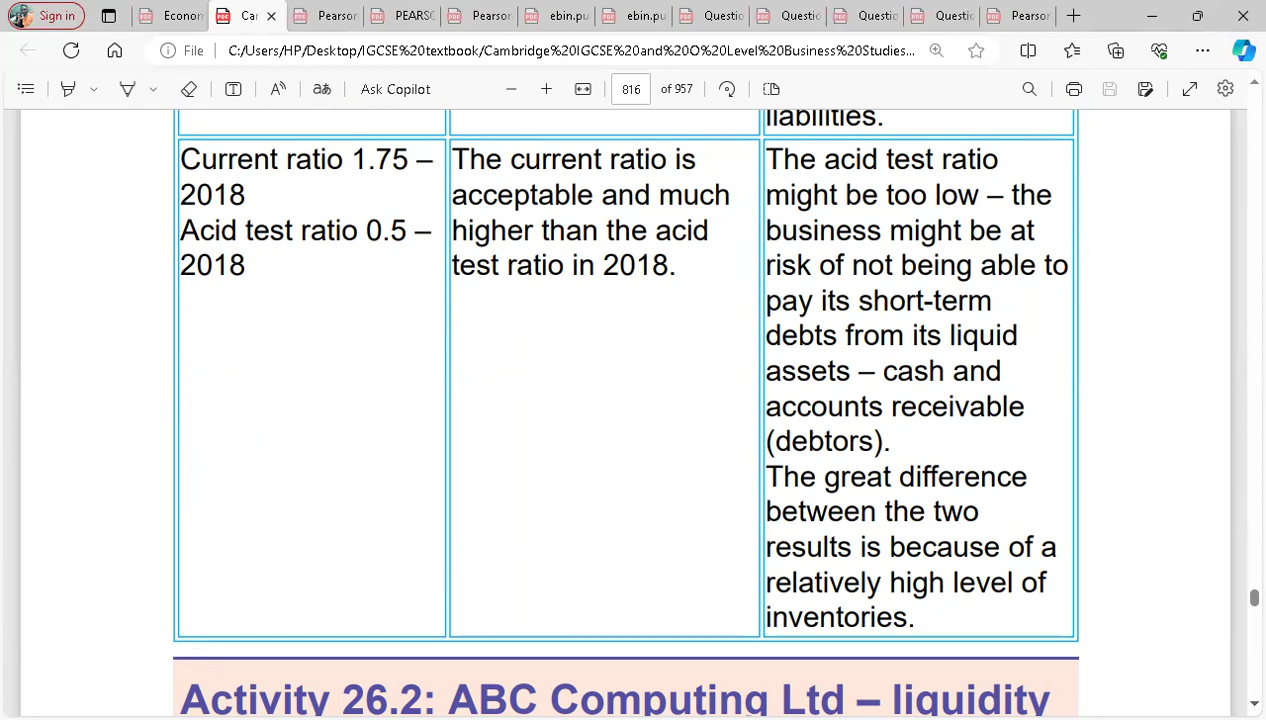 Sign in
Econom
Ca
Pearsor
PEARSC
Pearsor
ebin.pu
ebin.pu
Questio
Questio
Questio
Questio
Pearsor
File
C:/Users/HP/Desktop/IGCSE%20textbook/Cambridge%20IGCSE%20and%20O%20Level%20Business%20Studies...
Ask Copilot
816
of 957
liabilities.
Current ratio 1.75 –
2018
Acid test ratio 0.5 –
2018
The current ratio is
acceptable and much
higher than the acid
test ratio in 2018.
The acid test ratio
might be too low – the
business might be at
risk of not being able to
pay its short-term
debts from its liquid
assets – cash and
accounts receivable
(debtors).
The great difference
between the two
results is because of a
relatively high level of
inventories.
Activity 26.2: ABC Computing Ltd – liquidity